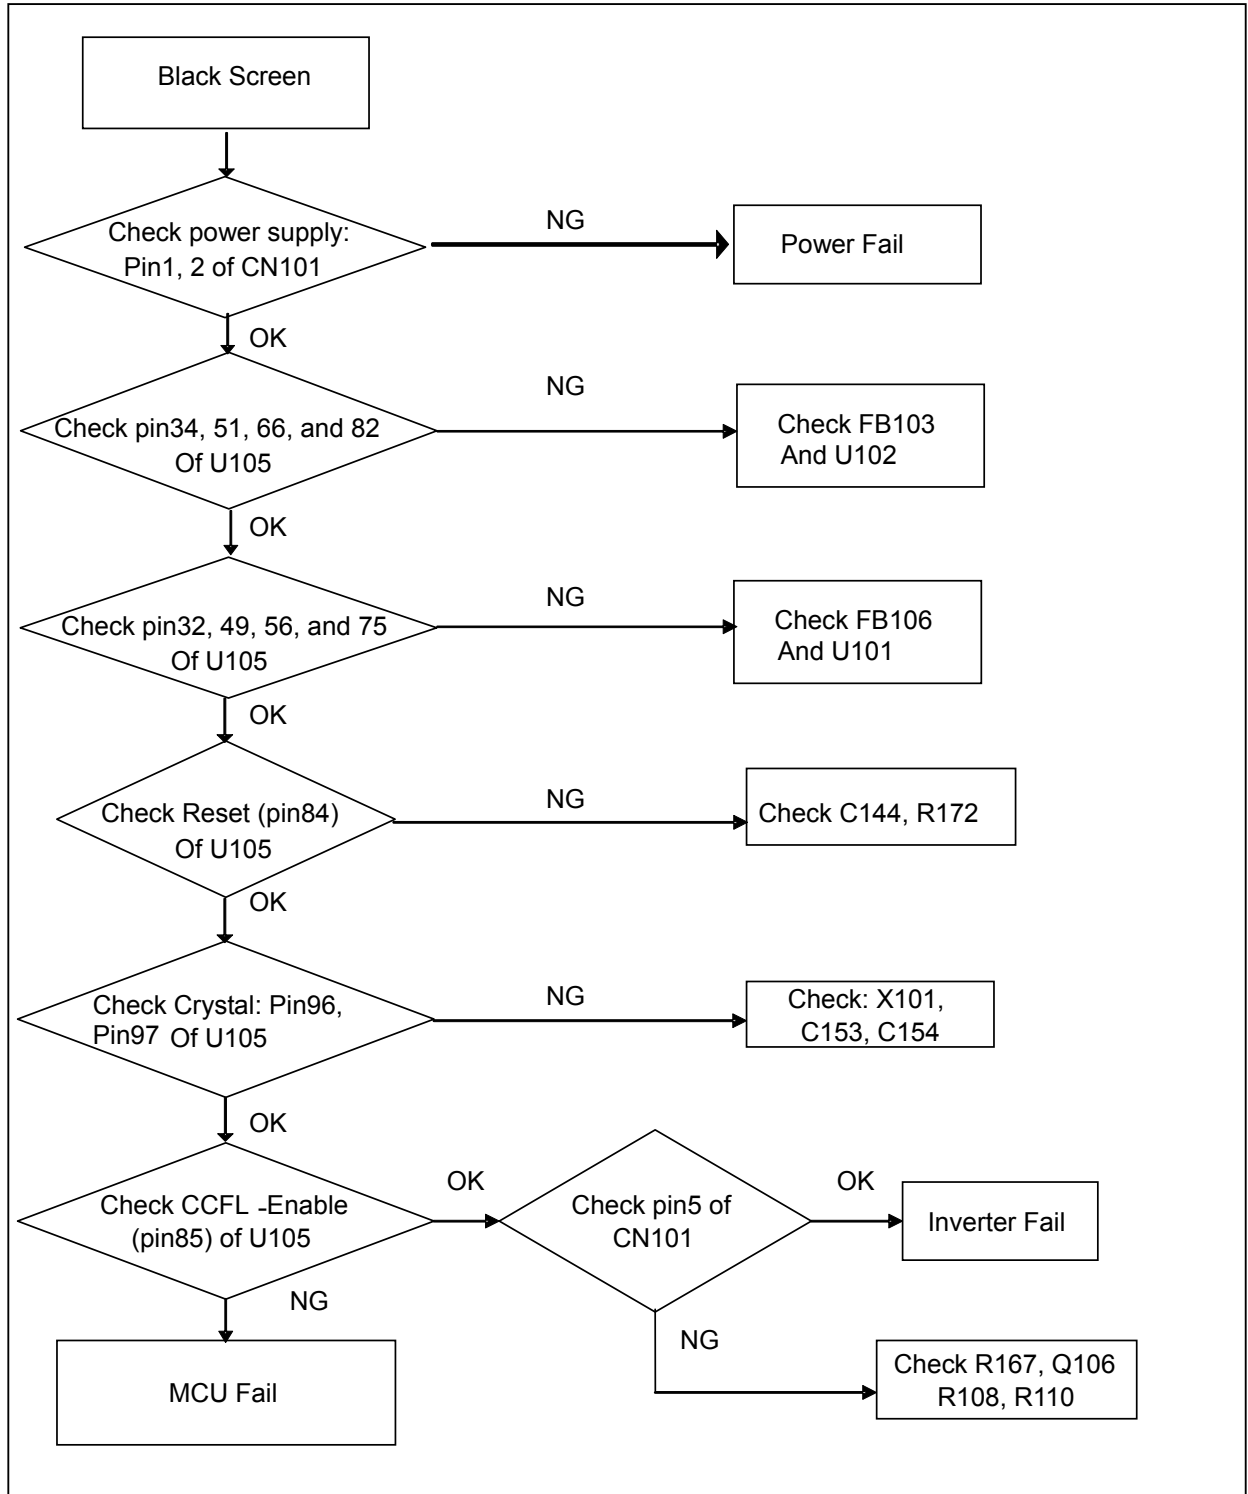 Black Screen
Check power supply:
Pin1, 2 of CN101
NG
Power Fail
OK
Check pin34, 51, 66, and 82
Of U105
NG
Check FB103
And U102
OK
Check pin32, 49, 56, and 75
Of U105
NG
Check FB106
And U101
OK
Check Reset (pin84)
Of U105
NG
Check C144, R172
OK
Check Crystal: Pin96,
Pin97 Of U105
NG
Check: X101,
C153, C154
OK
Check CCFL -Enable
(pin85) of U105
OK
Check pin5 of
CN101
OK
Inverter Fail
NG
MCU Fail
NG
Check R167, Q106
R108, R110